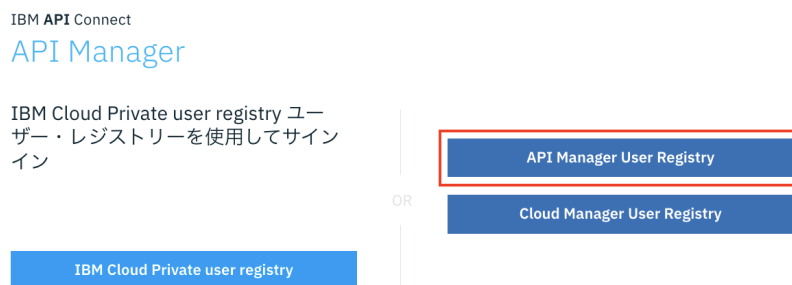 IBM API Connect
API Manager
IBM Cloud Private user registry ユー
ザー・レジストリーを使用してサイン
イン
IBM Cloud Private user registry
OR
API Manager User Registry
Cloud Manager User Registry